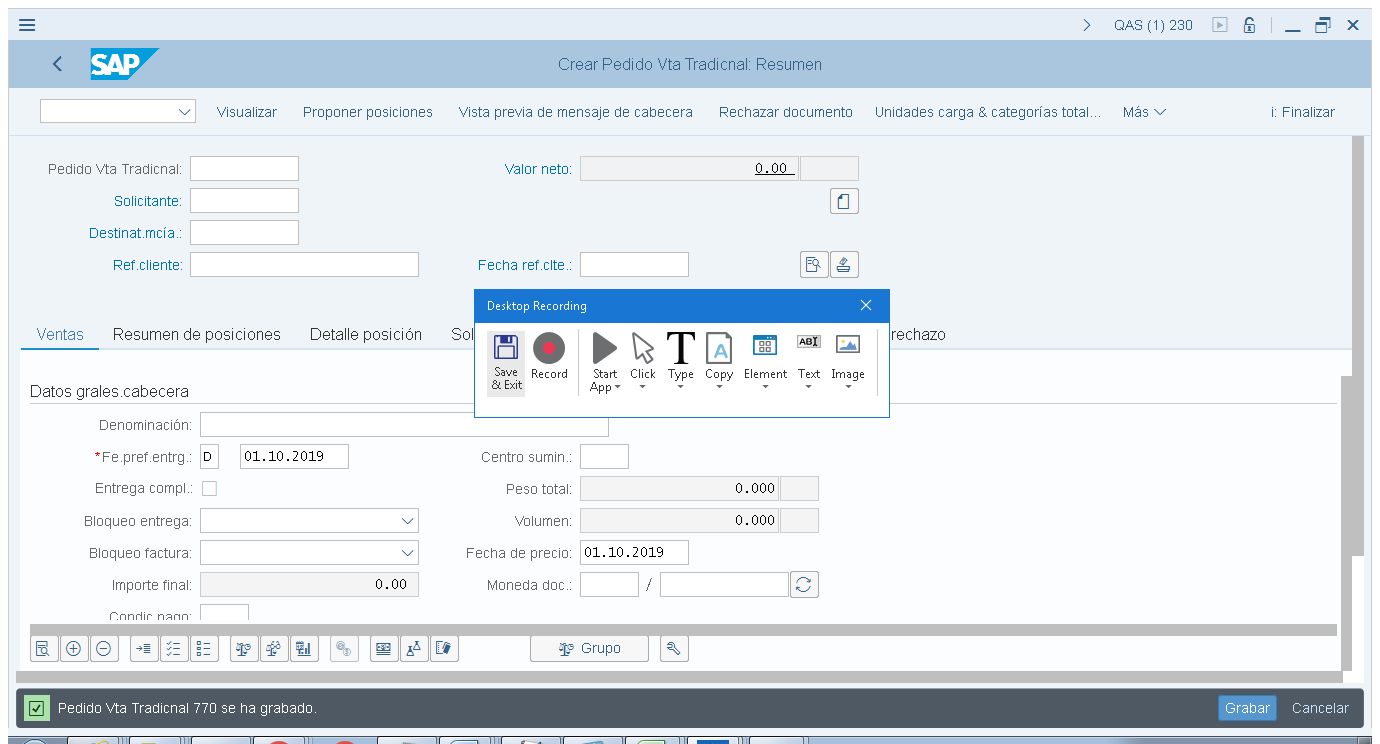 QAS (1) 230
SAP
Crear Pedido Vta Tradicnal: Resumen
Visualizar Proponer posiciones Vista previa de mensaje de cabecera Rechazar documento Unidades carga & categorías total... Más i: Finalizar
Pedido Vta Tradicnal: Valor neto: 0.00
Solicitante:
Destinat.mcía.:
Ref.cliente: Fecha ref.clte.:
Desktop Recording
Ventas Resumen de posiciones Detalle posición Sol rechazo
Save & Exit Record Start App Click Type Copy Element Text Image
Datos grales.cabecera
Denominación:
*Fe.pref.entrg.: D 01.10.2019 Centro sumin.:
Entrega compl.: Peso total: 0.000
Bloqueo entrega: Volumen: 0.000
Bloqueo factura: Fecha de precio: 01.10.2019
Importe final: 0.00 Moneda doc.: /
Condic.pago:
Grupo
Pedido Vta Tradicnal 770 se ha grabado. Grabar Cancelar